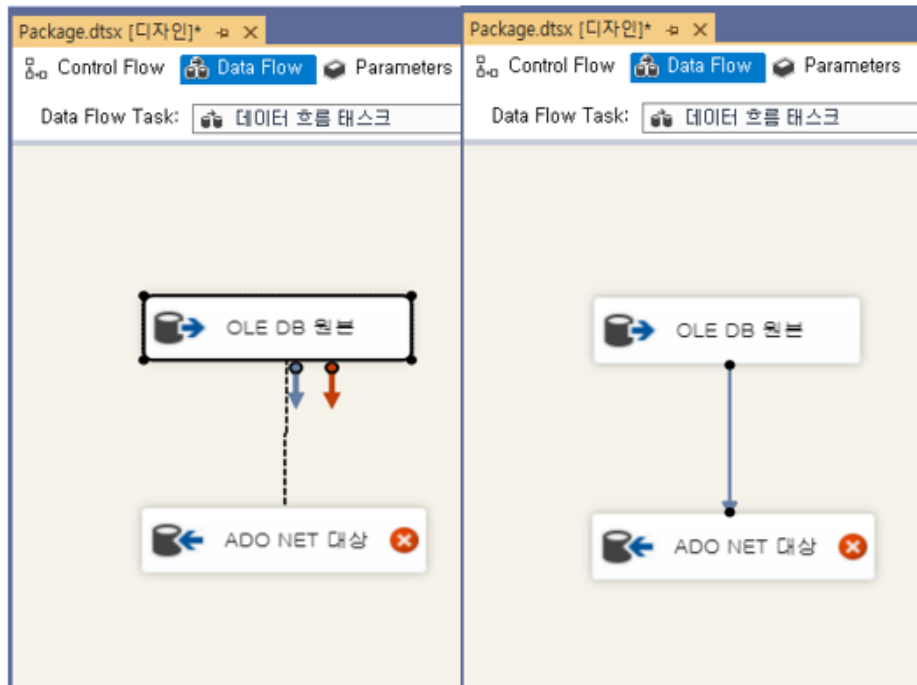 Package.dtsx [디자인]*
Control Flow Data Flow Parameters
Data Flow Task: 데이터 흐름 태스크
OLE DB 원본
ADO NET 대상
Package.dtsx [디자인]*
Control Flow Data Flow Parameters
Data Flow Task: 데이터 흐름 태스크
OLE DB 원본
ADO NET 대상